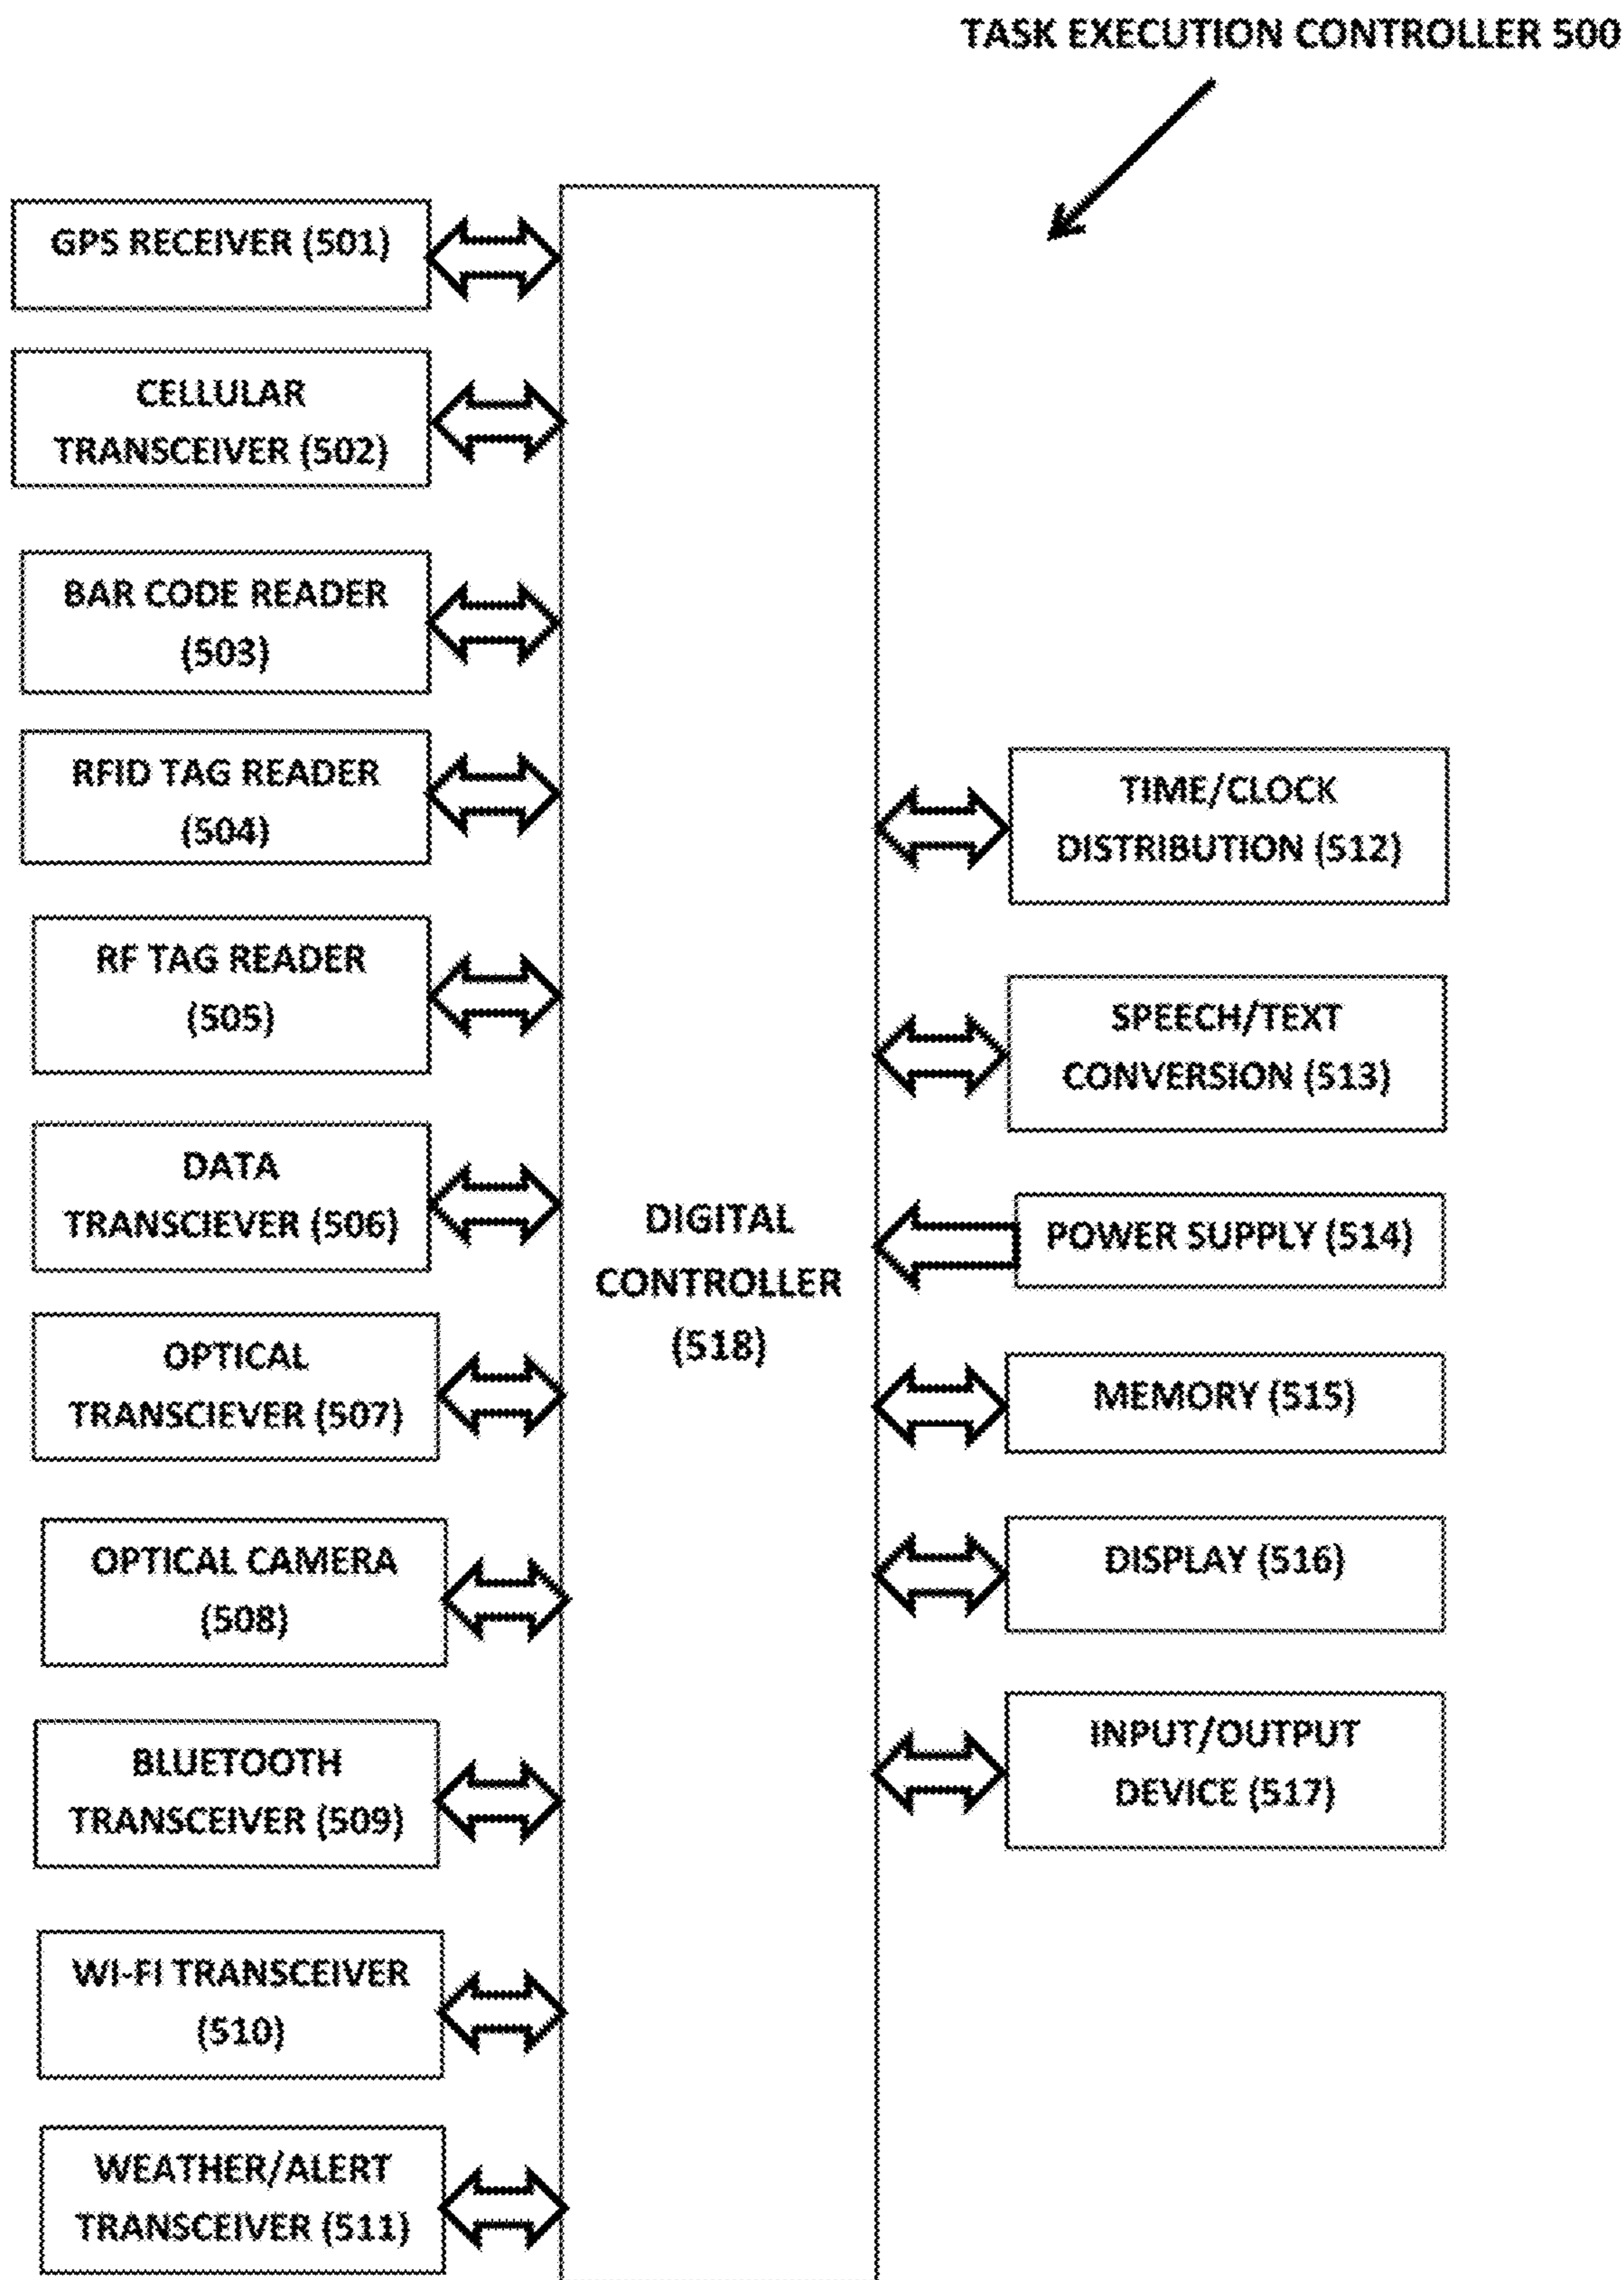 TASK EXECUTION CONTROLLER 500
GPS RECEIVER (501)
CELLULAR
TRANSCEIVER (502)
BAR CODE READER
(503)
RFID TAG READER
(504)
RF TAG READER
(505)
DATA
TRANSCIEVER (506)
OPTICAL
TRANSCIEVER (507)
OPTICAL CAMERA
(508)
BLUETOOTH
TRANSCEIVER (509)
WI-FI TRANSCEIVER
(510)
WEATHER/ALERT
TRANSCEIVER (511)
DIGITAL
CONTROLLER
(518)
TIME/CLOCK
DISTRIBUTION (512)
SPEECH/TEXT
CONVERSION (513)
POWER SUPPLY (514)
MEMORY (515)
DISPLAY (516)
INPUT/OUTPUT
DEVICE (517)